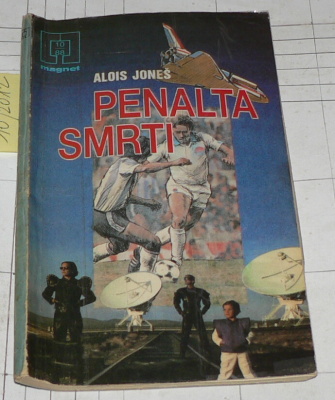 magnet
ALOIS JONES
PENALTA
SMRTI